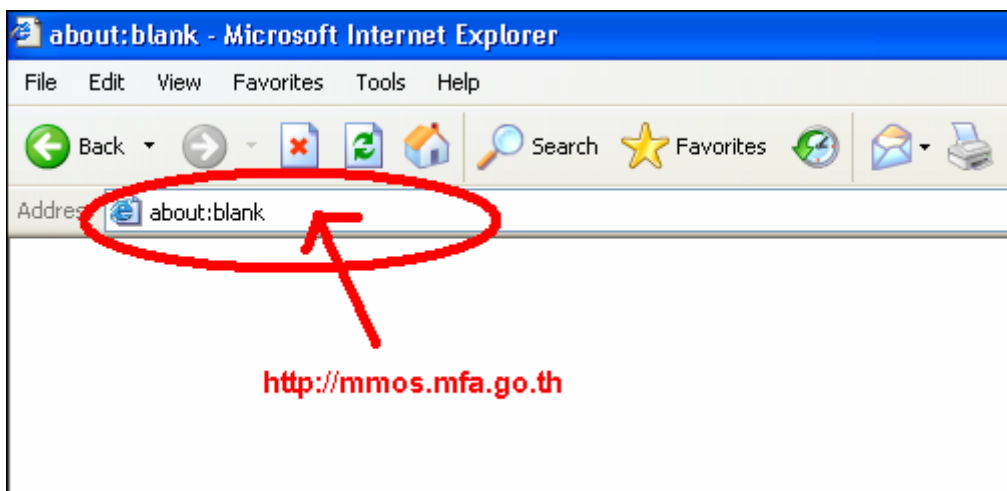 about:blank - Microsoft Internet Explorer
File Edit View Favorites Tools Help
Back Search Favorites
Address about:blank
http://mmos.mfa.go.th